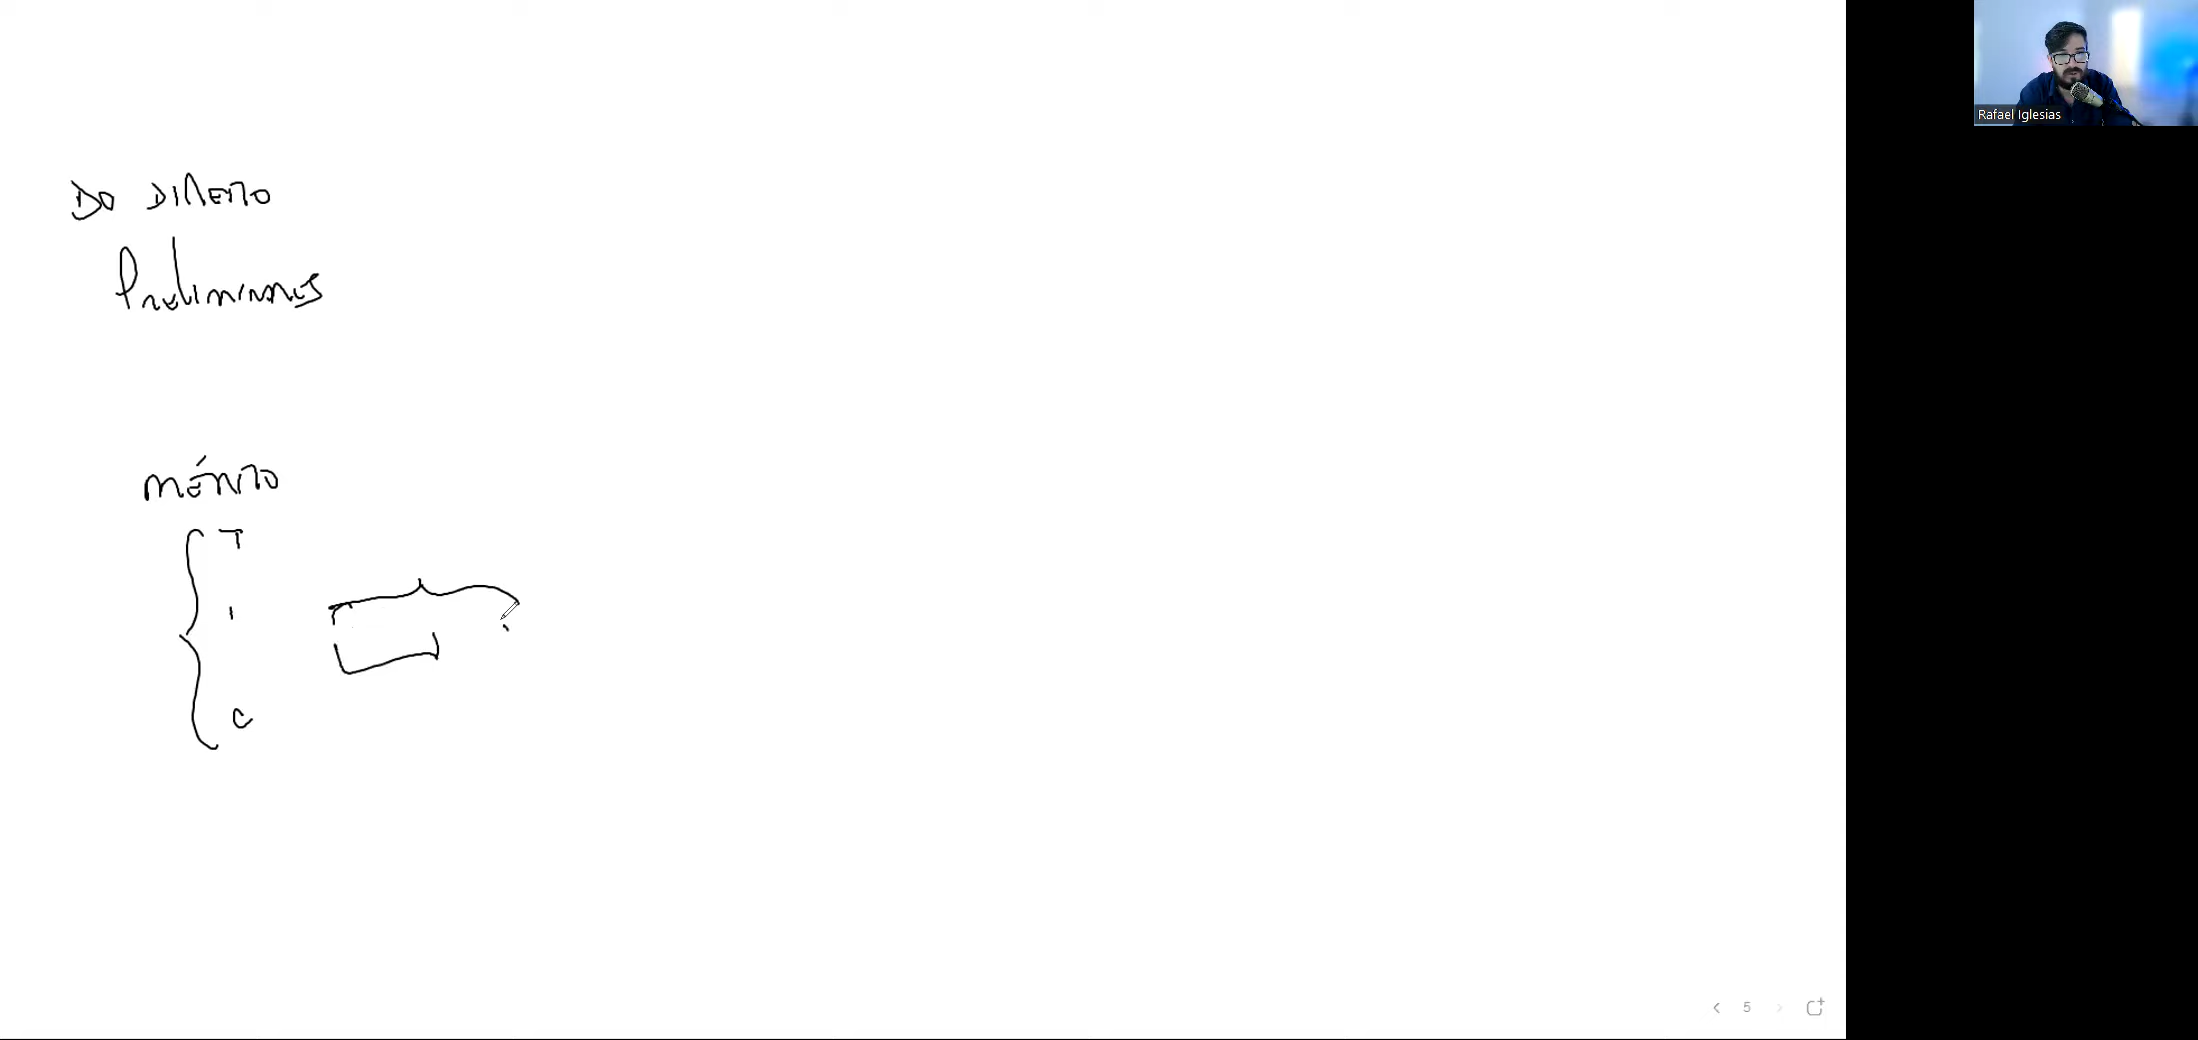 Rafael Iglesias
DO DIREITO
PRELIMINARES
MÉRITO
T
I
C
5